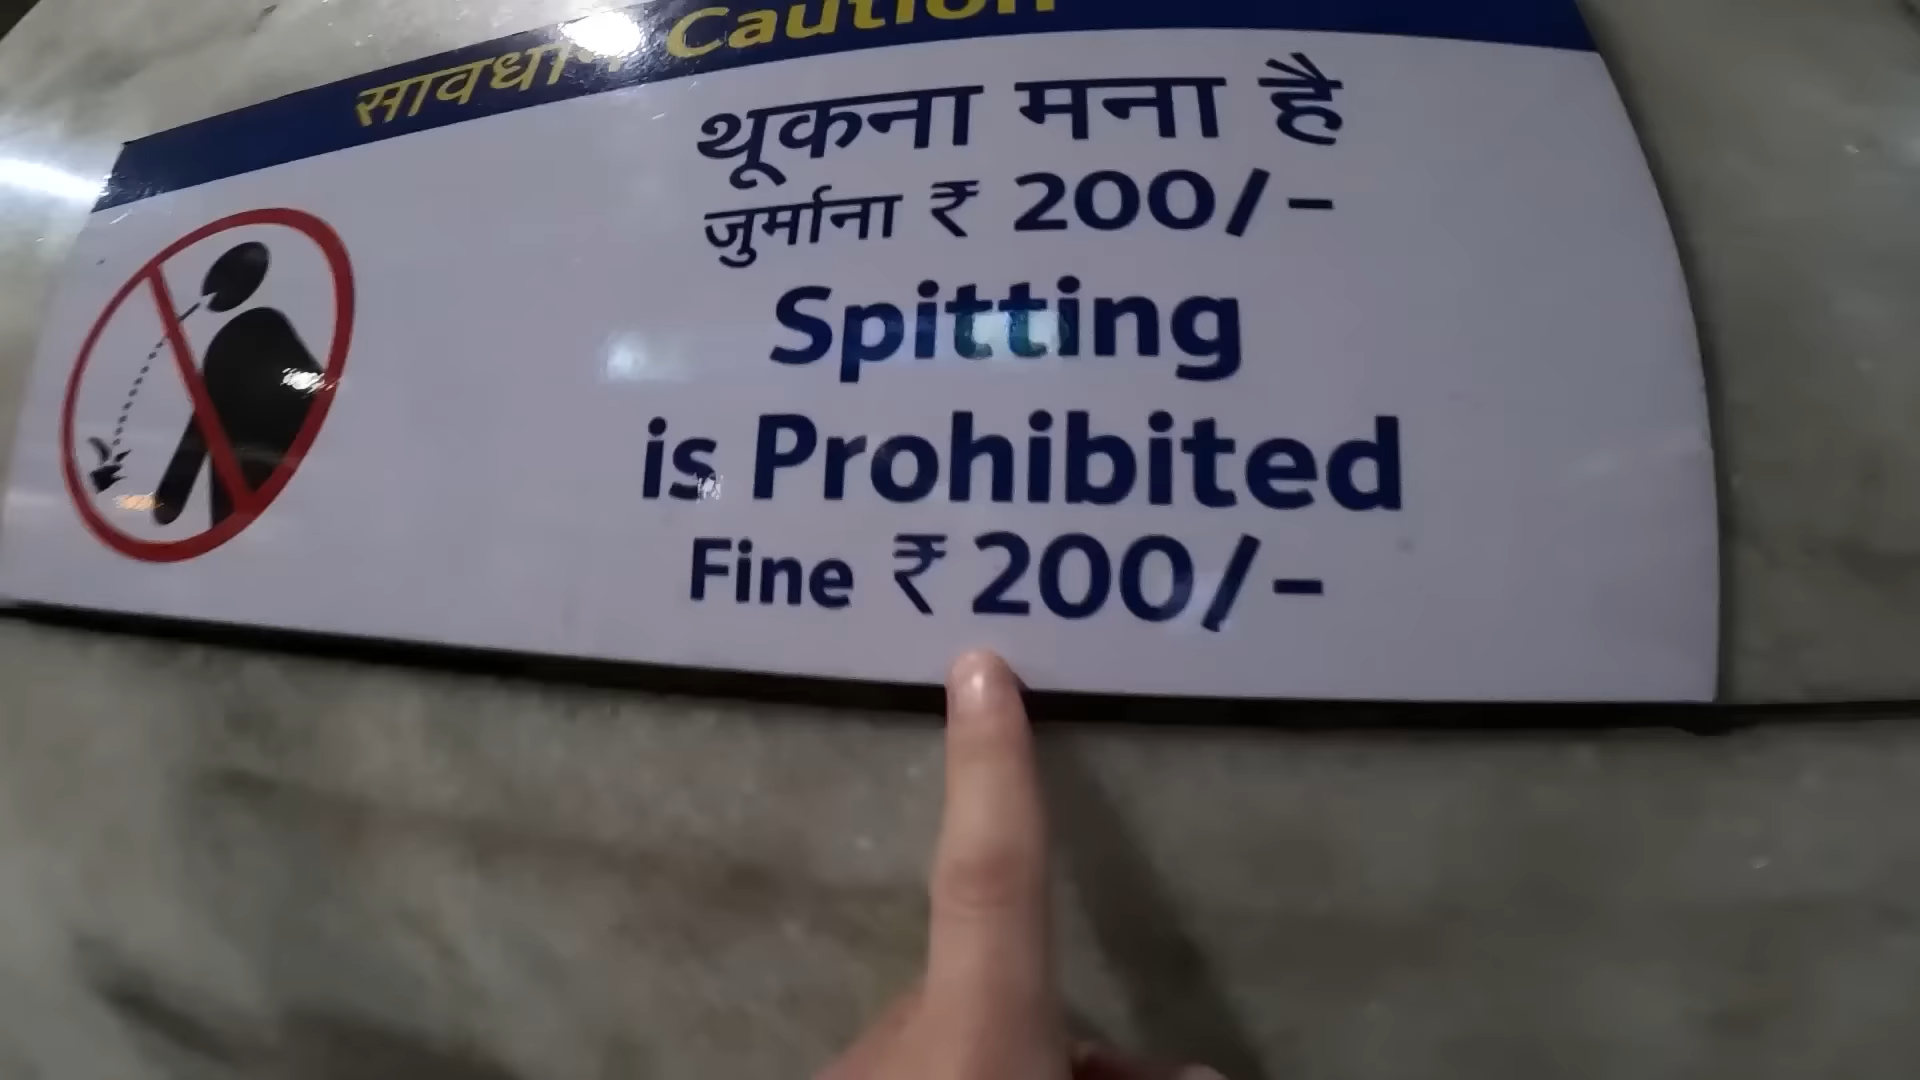 सावधान Caution
थूकना मना है
जुर्माना ₹ 200/-
Spitting
is Prohibited
Fine ₹ 200/-